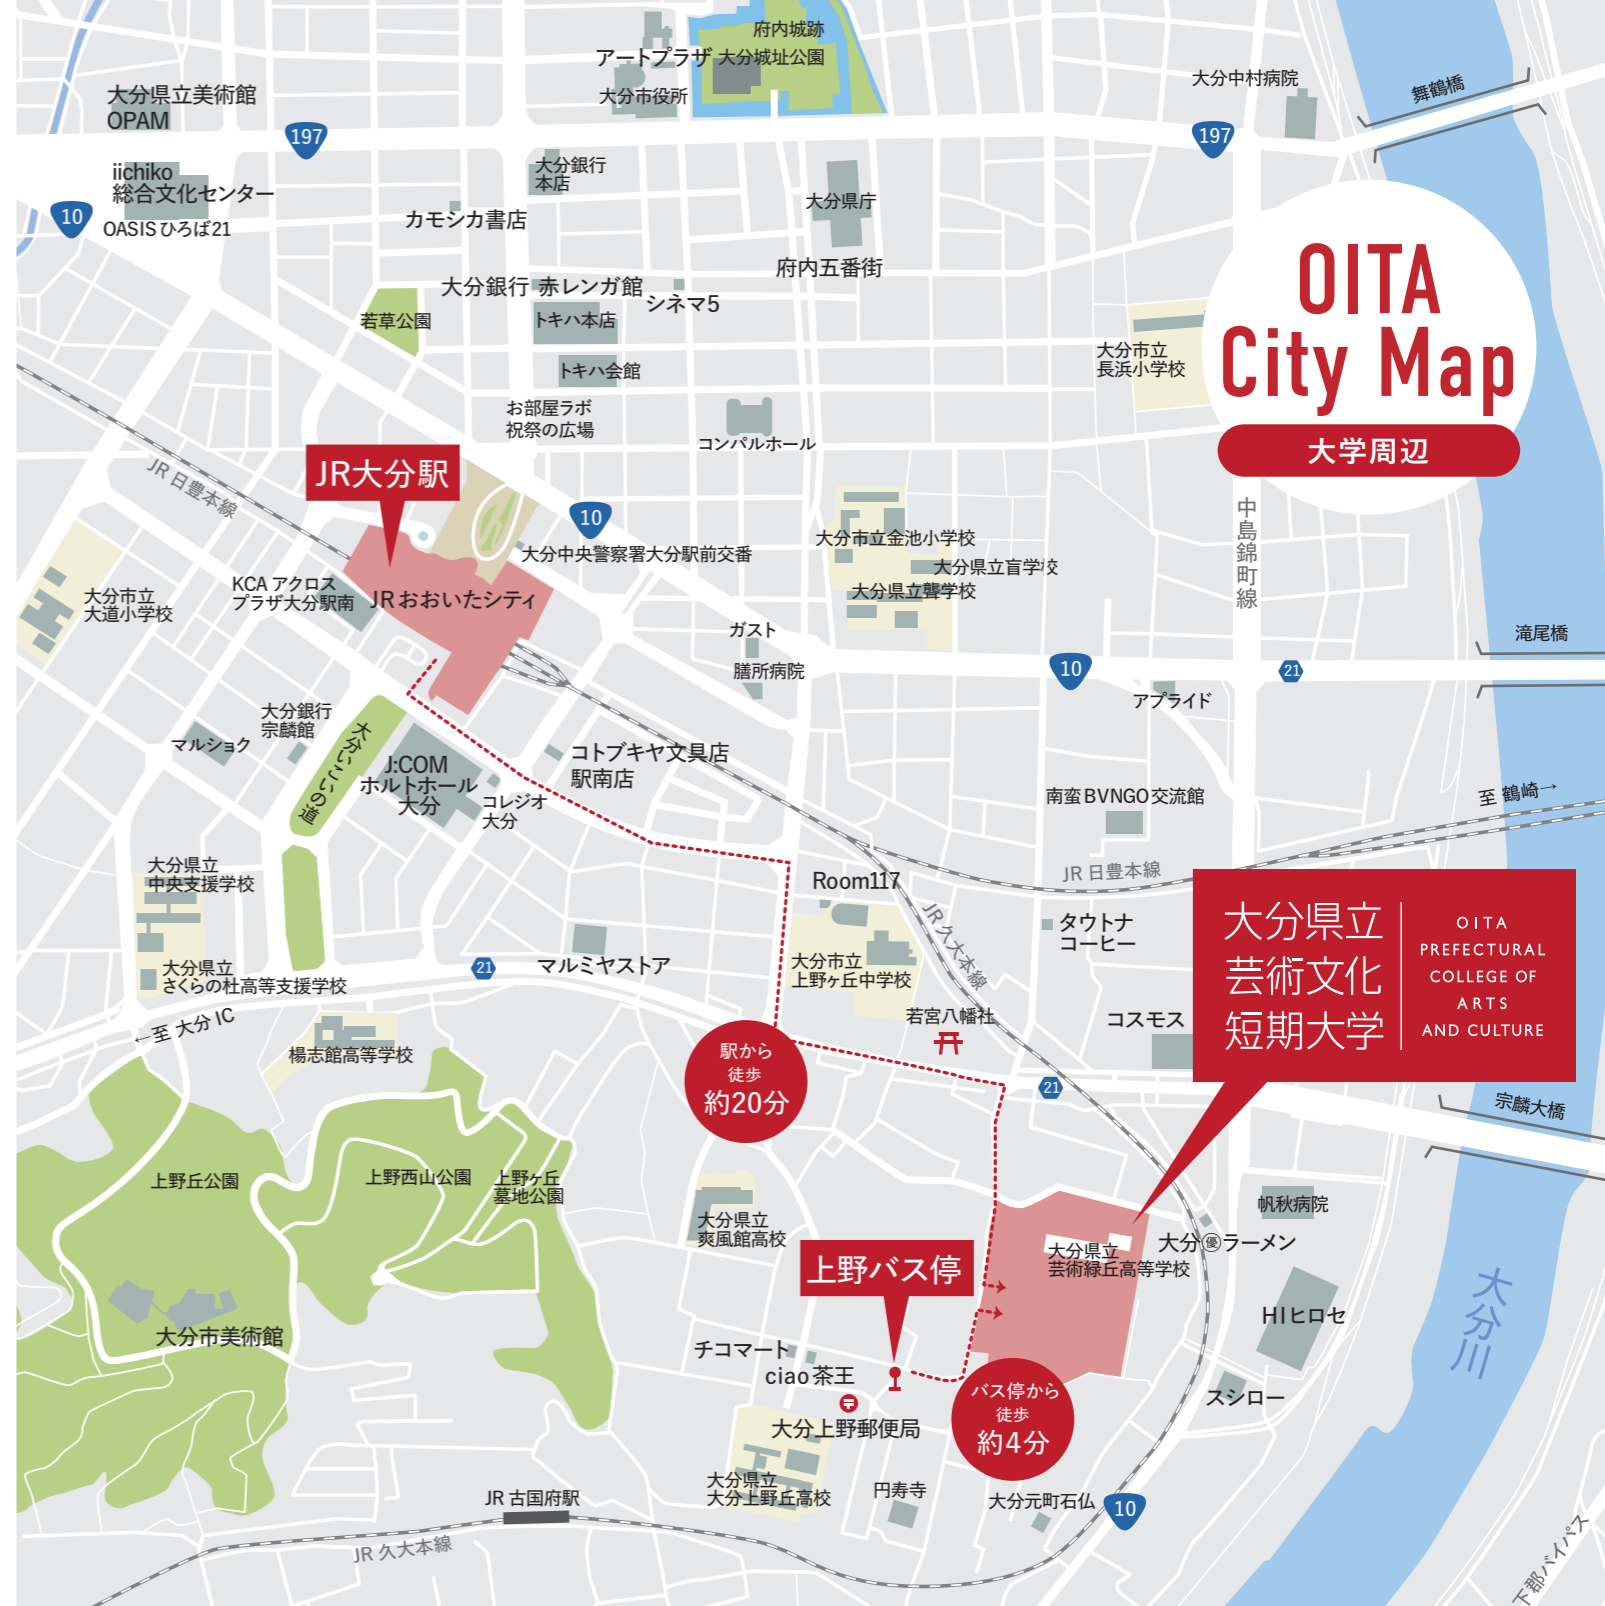 府内城跡
アートプラザ
大分城址公園
大分市役所
大分中村病院
舞鶴橋
大分県立美術館
OPAM
197
197
iichiko
総合文化センター
OASISひろば21
10
大分銀行
本店
カモシカ書店
大分県庁
府内五番街
大分銀行 赤レンガ館
シネマ5
トキハ本店
若草公園
トキハ会館
お部屋ラボ
祝祭の広場
コンパルホール
大分市立
長浜小学校
OITA
City Map
大学周辺
中島錦町線
JR日豊本線
JR大分駅
10
大分中央警察署大分駅前交番
大分市立金池小学校
大分県立盲学校
大分県立聾学校
大分市立
大道小学校
KCA アクロス
プラザ大分駅南
JRおおいたシティ
ガスト
膳所病院
10
21
滝尾橋
アプライド
大分銀行
宗麟館
マルショク
大分いこいの道
J:COM
ホルトホール
大分
コレジオ
大分
コトブキヤ文具店
駅南店
南蛮BVNGO交流館
至 鶴崎→
JR日豊本線
Room117
JR久大本線
タウトナ
コーヒー
大分県立
中央支援学校
大分県立
さくらの杜高等支援学校
21
マルミヤストア
大分市立
上野ヶ丘中学校
若宮八幡社
コスモス
大分県立
芸術文化
短期大学
OITA
PREFECTURAL
COLLEGE OF
ARTS
AND CULTURE
←至 大分IC
楊志館高等学校
駅から
徒歩
約20分
21
宗麟大橋
上野丘公園
上野西山公園
上野ヶ丘
墓地公園
大分県立
爽風館高校
帆秋病院
大分㊝ラーメン
大分県立
芸術緑丘高等学校
上野バス停
HIヒロセ
大分川
大分市美術館
チコマート
ciao茶王
大分上野郵便局
バス停から
徒歩
約4分
スシロー
大分県立
大分上野丘高校
円寿寺
大分元町石仏
10
JR古国府駅
JR久大本線
下郡バイパス